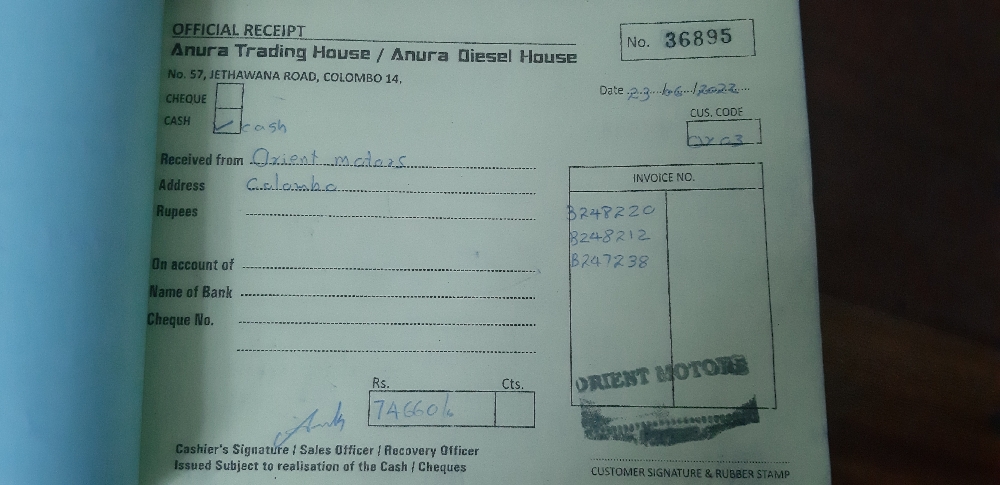 OFFICIAL RECEIPT
No. 36895
Anura Trading House / Anura Diesel House
No. 57, JETHAWANA ROAD, COLOMBO 14.
Date 23/06/2022
CHEQUE
CUS. CODE
CASH ✓ cash
Or03
Received from Orient motors
INVOICE NO.
Address Colombo
Rupees
B248220
B248212
On account of
B247238
Name of Bank
Cheque No.
ORIENT MOTORS
Rs. Cts.
74660/=
Cashier's Signature / Sales Officer / Recovery Officer
Issued Subject to realisation of the Cash / Cheques
CUSTOMER SIGNATURE & RUBBER STAMP